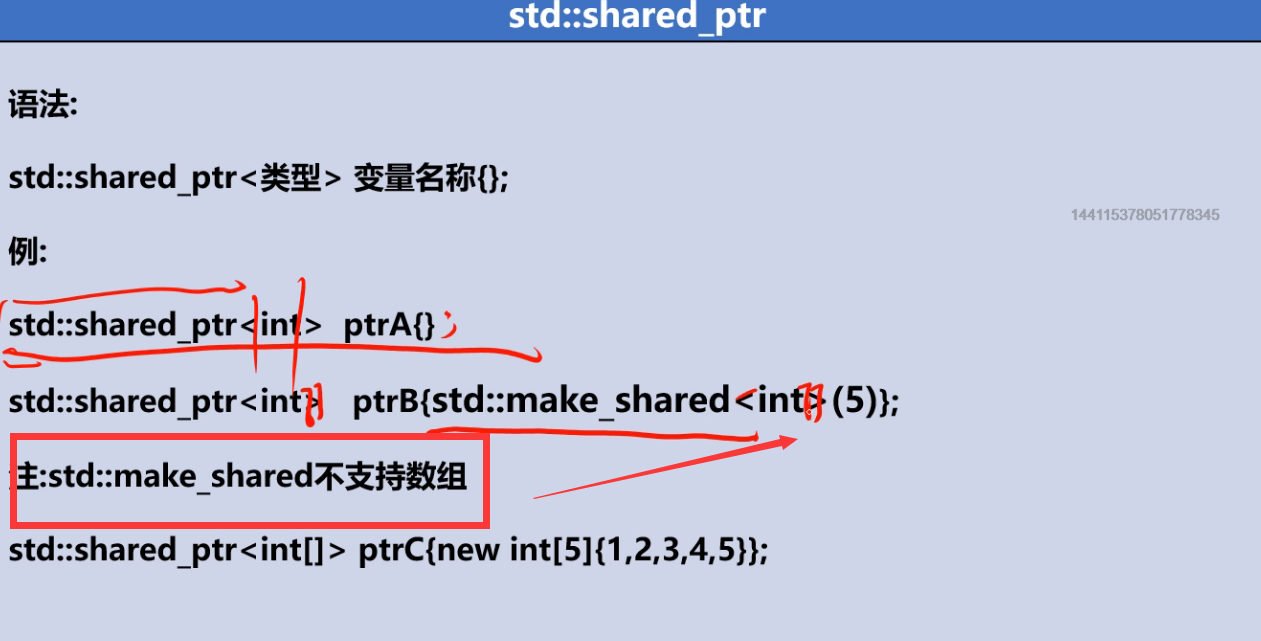 std::shared_ptr
语法:
std::shared_ptr<类型> 变量名称{};
144115378051778345
例:
std::shared_ptr<int> ptrA{};
std::shared_ptr<int[]> ptrB{std::make_shared<int[]>(5)};
注:std::make_shared不支持数组
std::shared_ptr<int[]> ptrC{new int[5]{1,2,3,4,5}};